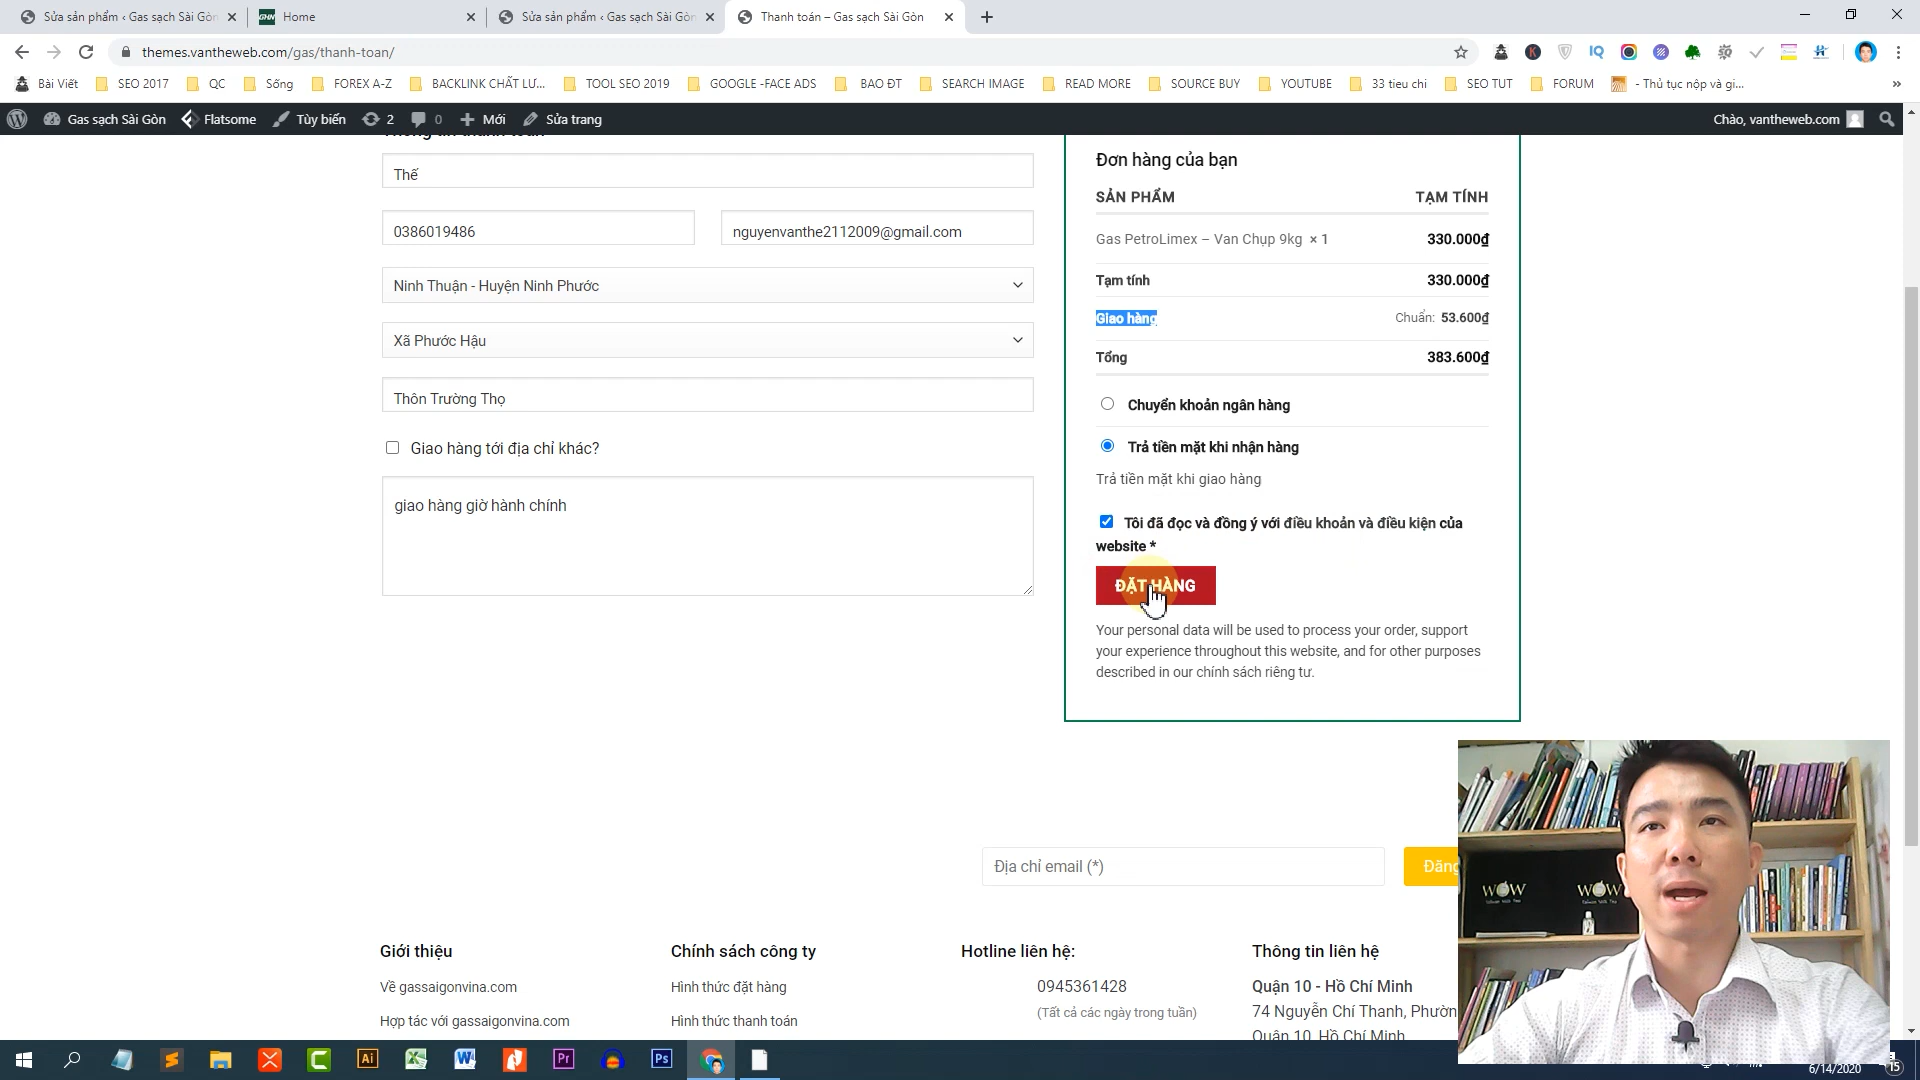 Sửa sản phẩm ‹ Gas sạch Sài Gòn
Home
Sửa sản phẩm ‹ Gas sạch Sài Gòn
Thanh toán – Gas sạch Sài Gòn
themes.vantheweb.com/gas/thanh-toan/
Bài Viết
SEO 2017
QC
Sống
FOREX A-Z
BACKLINK CHẤT LƯ...
TOOL SEO 2019
GOOGLE -FACE ADS
BAO ĐT
SEARCH IMAGE
READ MORE
SOURCE BUY
YOUTUBE
33 tieu chi
SEO TUT
FORUM
- Thủ tục nộp và gi...
Gas sạch Sài Gòn
Flatsome
Tùy biến
2
0
Mới
Sửa trang
Chào, vantheweb.com
Thế
0386019486
nguyenvanthe2112009@gmail.com
Ninh Thuận - Huyện Ninh Phước
Xã Phước Hậu
Thôn Trường Thọ
Giao hàng tới địa chỉ khác?
giao hàng giờ hành chính
Đơn hàng của bạn
SẢN PHẨM TẠM TÍNH
Gas PetroLimex – Van Chụp 9kg × 1 330.000₫
Tạm tính 330.000₫
Giao hàng Chuẩn: 53.600₫
Tổng 383.600₫
Chuyển khoản ngân hàng
Trả tiền mặt khi nhận hàng
Trả tiền mặt khi giao hàng
Tôi đã đọc và đồng ý với điều khoản và điều kiện của
website *
ĐẶT HÀNG
Your personal data will be used to process your order, support
your experience throughout this website, and for other purposes
described in our chính sách riêng tư.
Địa chỉ email (*)
Đăng
Giới thiệu
Về gassaigonvina.com
Hợp tác với gassaigonvina.com
Chính sách công ty
Hình thức đặt hàng
Hình thức thanh toán
Hotline liên hệ:
0945361428
(Tất cả các ngày trong tuần)
Thông tin liên hệ
Quận 10 - Hồ Chí Minh
74 Nguyễn Chí Thanh, Phườn
Quận 10, Hồ Chí Minh
WOW
WOW
6/14/2020
15